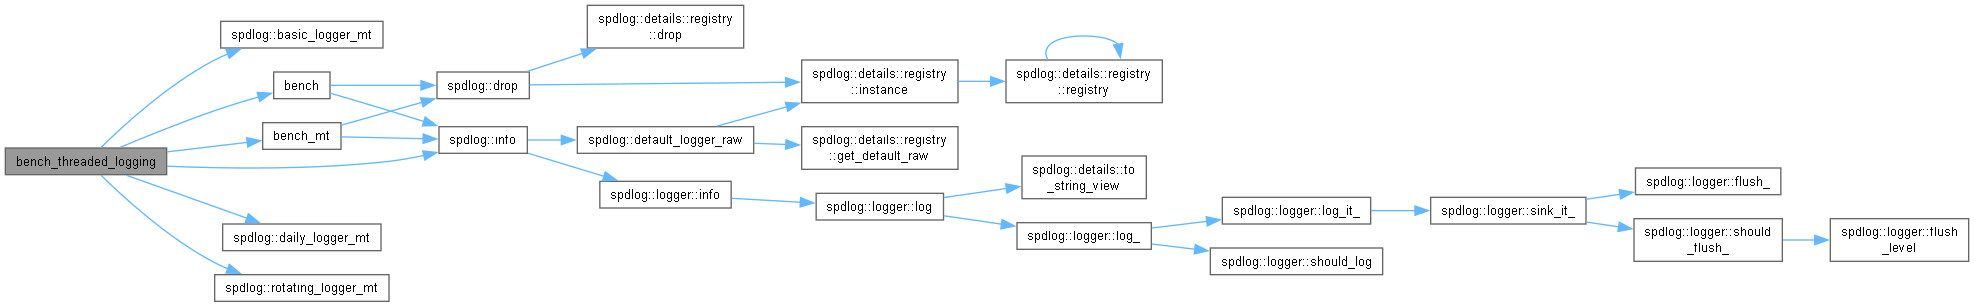 bench_threaded_logging
spdlog::basic_logger_mt
bench
bench_mt
spdlog::daily_logger_mt
spdlog::rotating_logger_mt
spdlog::drop
spdlog::info
spdlog::details::registry
::drop
spdlog::default_logger_raw
spdlog::logger::info
spdlog::details::registry
::instance
spdlog::details::registry
::get_default_raw
spdlog::logger::log
spdlog::details::registry
::registry
spdlog::details::to
_string_view
spdlog::logger::log_
spdlog::logger::log_it_
spdlog::logger::should_log
spdlog::logger::sink_it_
spdlog::logger::flush_
spdlog::logger::should
_flush_
spdlog::logger::flush
_level